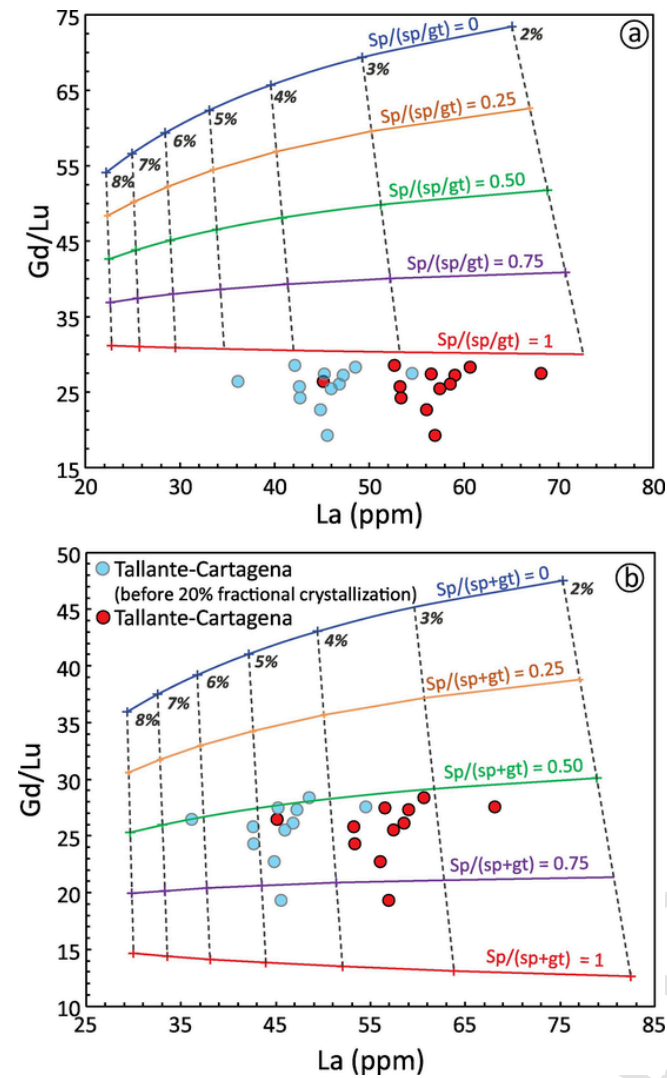 75
65
55
45
35
25
15
Gd/Lu
a
Sp/(sp/gt) = 0
2%
3%
4%
5%
6%
7%
8%
Sp/(sp/gt) = 0.25
Sp/(sp/gt) = 0.50
Sp/(sp/gt) = 0.75
Sp/(sp/gt) = 1
20 30 40 50 60 70 80
La (ppm)
50
45
40
35
30
25
20
15
10
Gd/Lu
b
Tallante-Cartagena
(before 20% fractional crystallization)
Tallante-Cartagena
Sp/(sp+gt) = 0
2%
3%
4%
5%
6%
7%
8%
Sp/(sp+gt) = 0.25
Sp/(sp+gt) = 0.50
Sp/(sp+gt) = 0.75
Sp/(sp+gt) = 1
25 35 45 55 65 75 85
La (ppm)